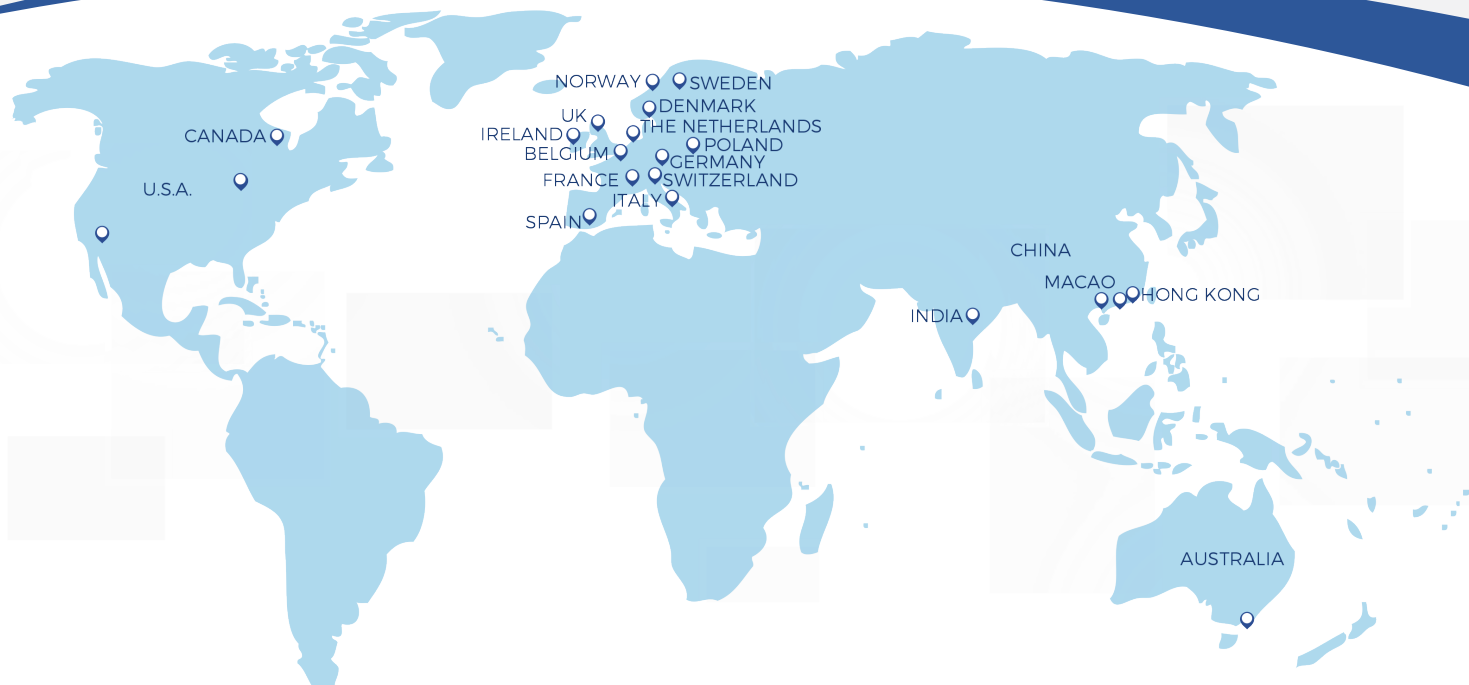 NORWAY
SWEDEN
DENMARK
UK
THE NETHERLANDS
IRELAND
CANADA
POLAND
BELGIUM
GERMANY
FRANCE
SWITZERLAND
U.S.A.
ITALY
SPAIN
CHINA
MACAO
HONG KONG
INDIA
AUSTRALIA